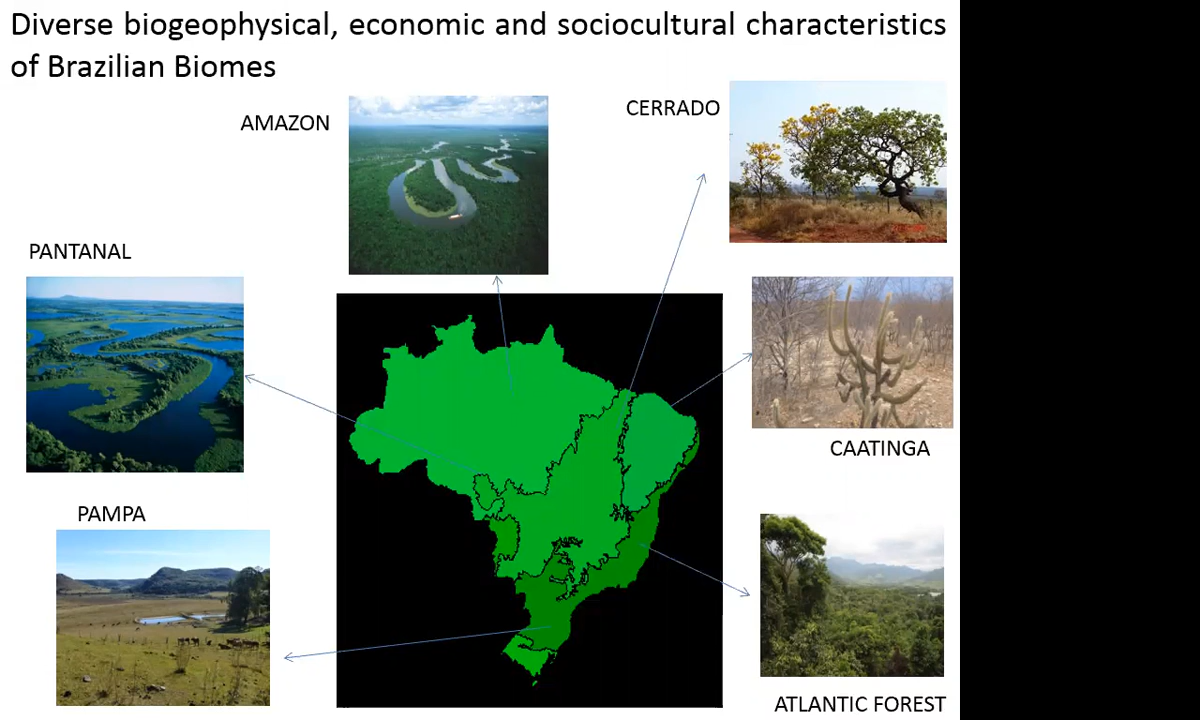 Diverse biogeophysical, economic and sociocultural characteristics
of Brazilian Biomes
AMAZON
CERRADO
PANTANAL
CAATINGA
PAMPA
ATLANTIC FOREST